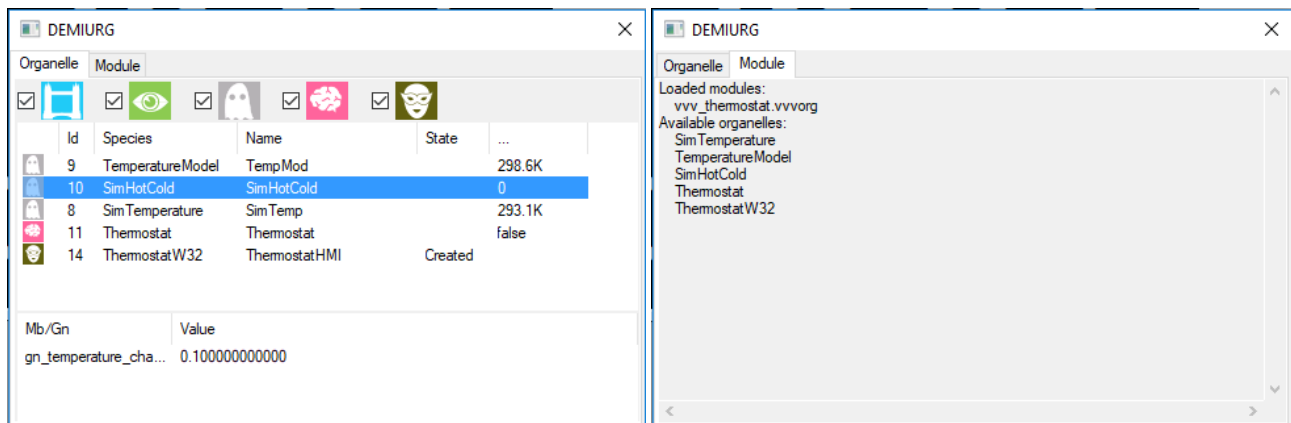 DEMIURG
Organelle Module
Id Species Name State ...
9 TemperatureModel TempMod 298.6K
10 SimHotCold SimHotCold 0
8 SimTemperature SimTemp 293.1K
11 Thermostat Thermostat false
14 ThermostatW32 ThermostatHMI Created
Mb/Gn Value
gn_temperature_cha... 0.100000000000
DEMIURG
Organelle Module
Loaded modules:
vvv_thermostat.vvvorg
Available organelles:
SimTemperature
TemperatureModel
SimHotCold
Thermostat
ThermostatW32